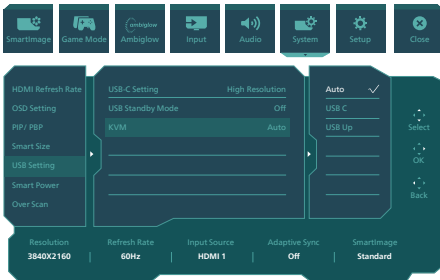 ambiglow
SmartImage Game Mode Ambiglow Input Audio System Setup Close
HDMI Refresh Rate
OSD Setting
PIP/ PBP
Smart Size
USB Setting
Smart Power
Over Scan
USB-C Setting High Resolution
USB Standby Mode Off
KVM Auto
Auto
USB C
USB Up
Select
OK
Back
Resolution Refresh Rate Input Source Adaptive Sync SmartImage
3840X2160 60Hz HDMI 1 Off Standard